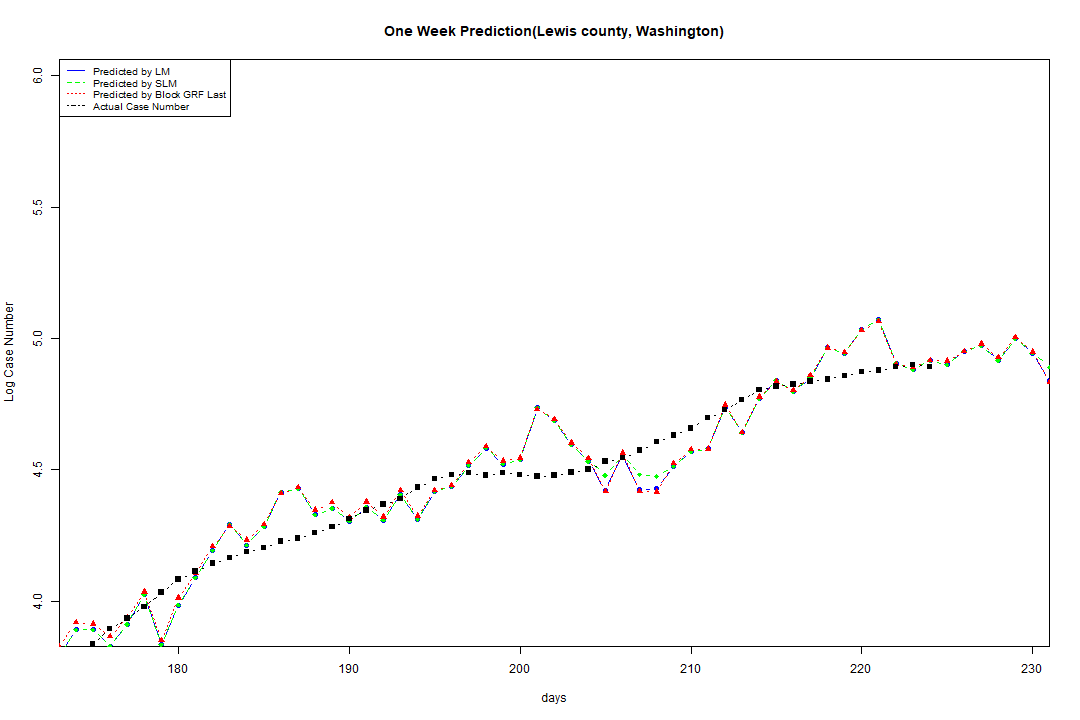 One Week Prediction(Lewis county, Washington)
Predicted by LM
Predicted by SLM
Predicted by Block GRF Last
Actual Case Number
6.0
5.5
5.0
4.5
4.0
Log Case Number
180 190 200 210 220 230
days